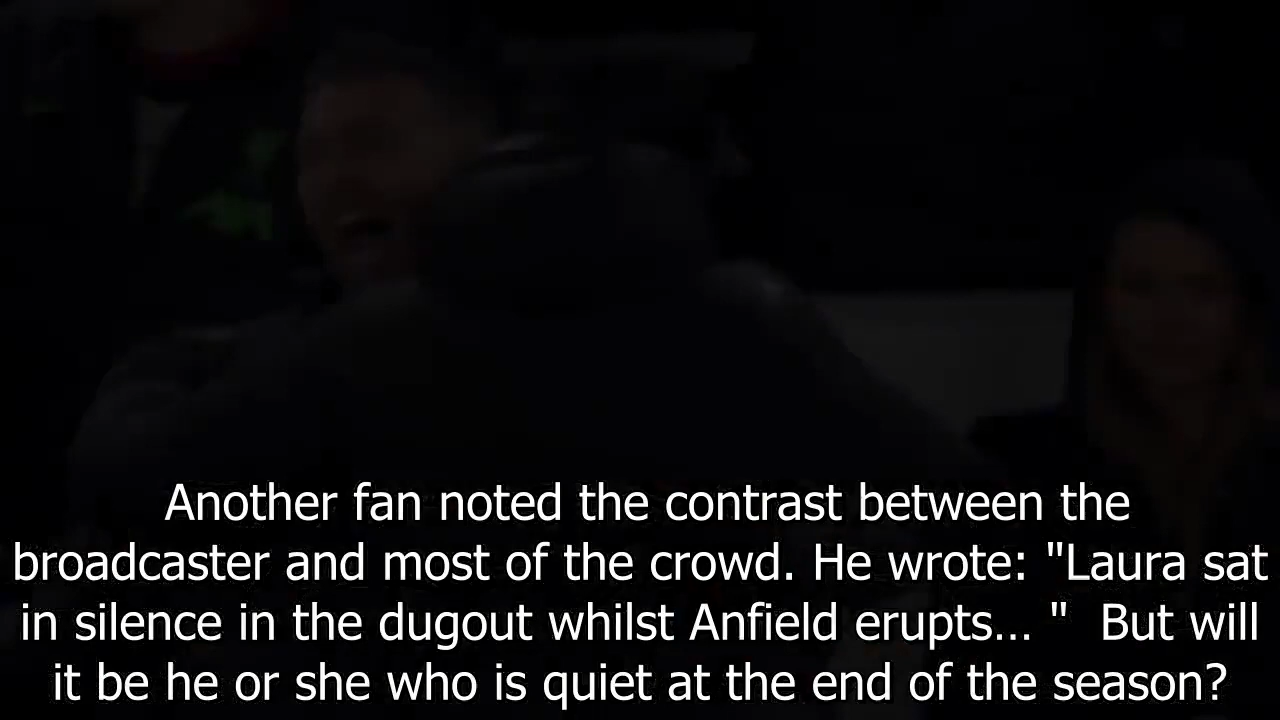 Another fan noted the contrast between the
broadcaster and most of the crowd. He wrote: "Laura sat
in silence in the dugout whilst Anfield erupts... "  But will
it be he or she who is quiet at the end of the season?